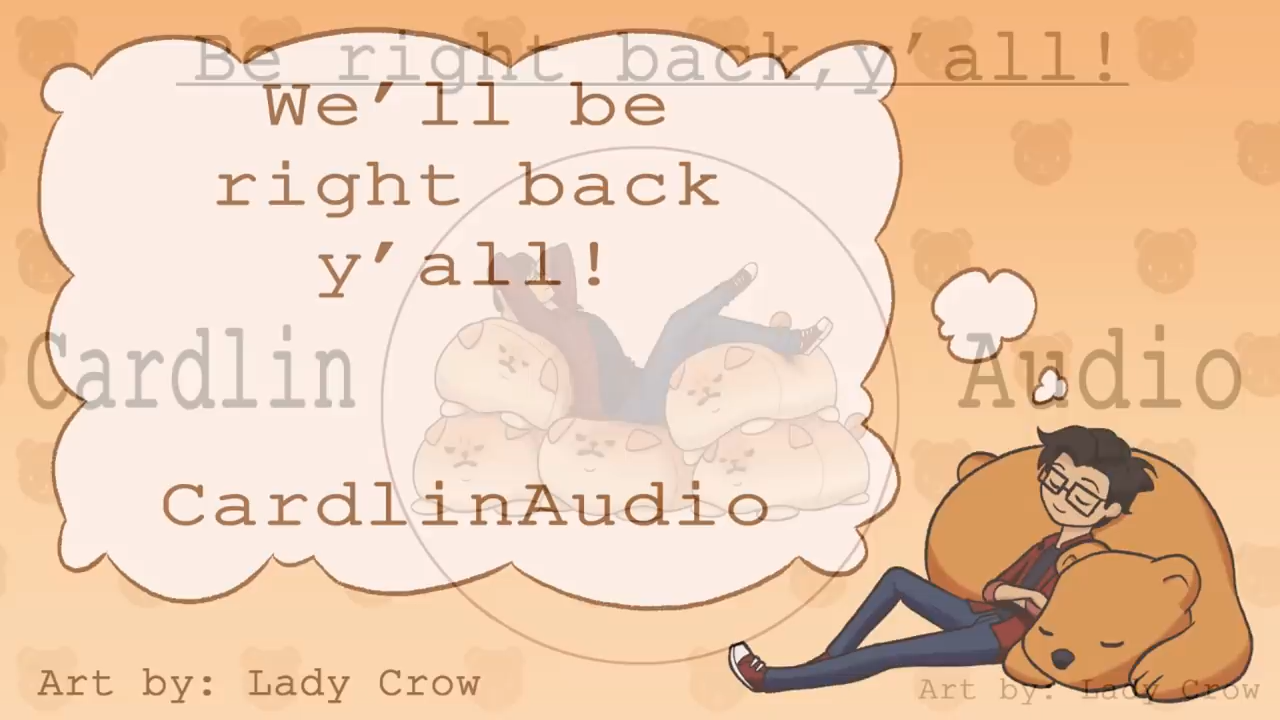 Be right back, y'all!
We'll be
right back
y'all!
Cardlin Audio
CardlinAudio
Art by: Lady Crow
Art by: Lady Crow